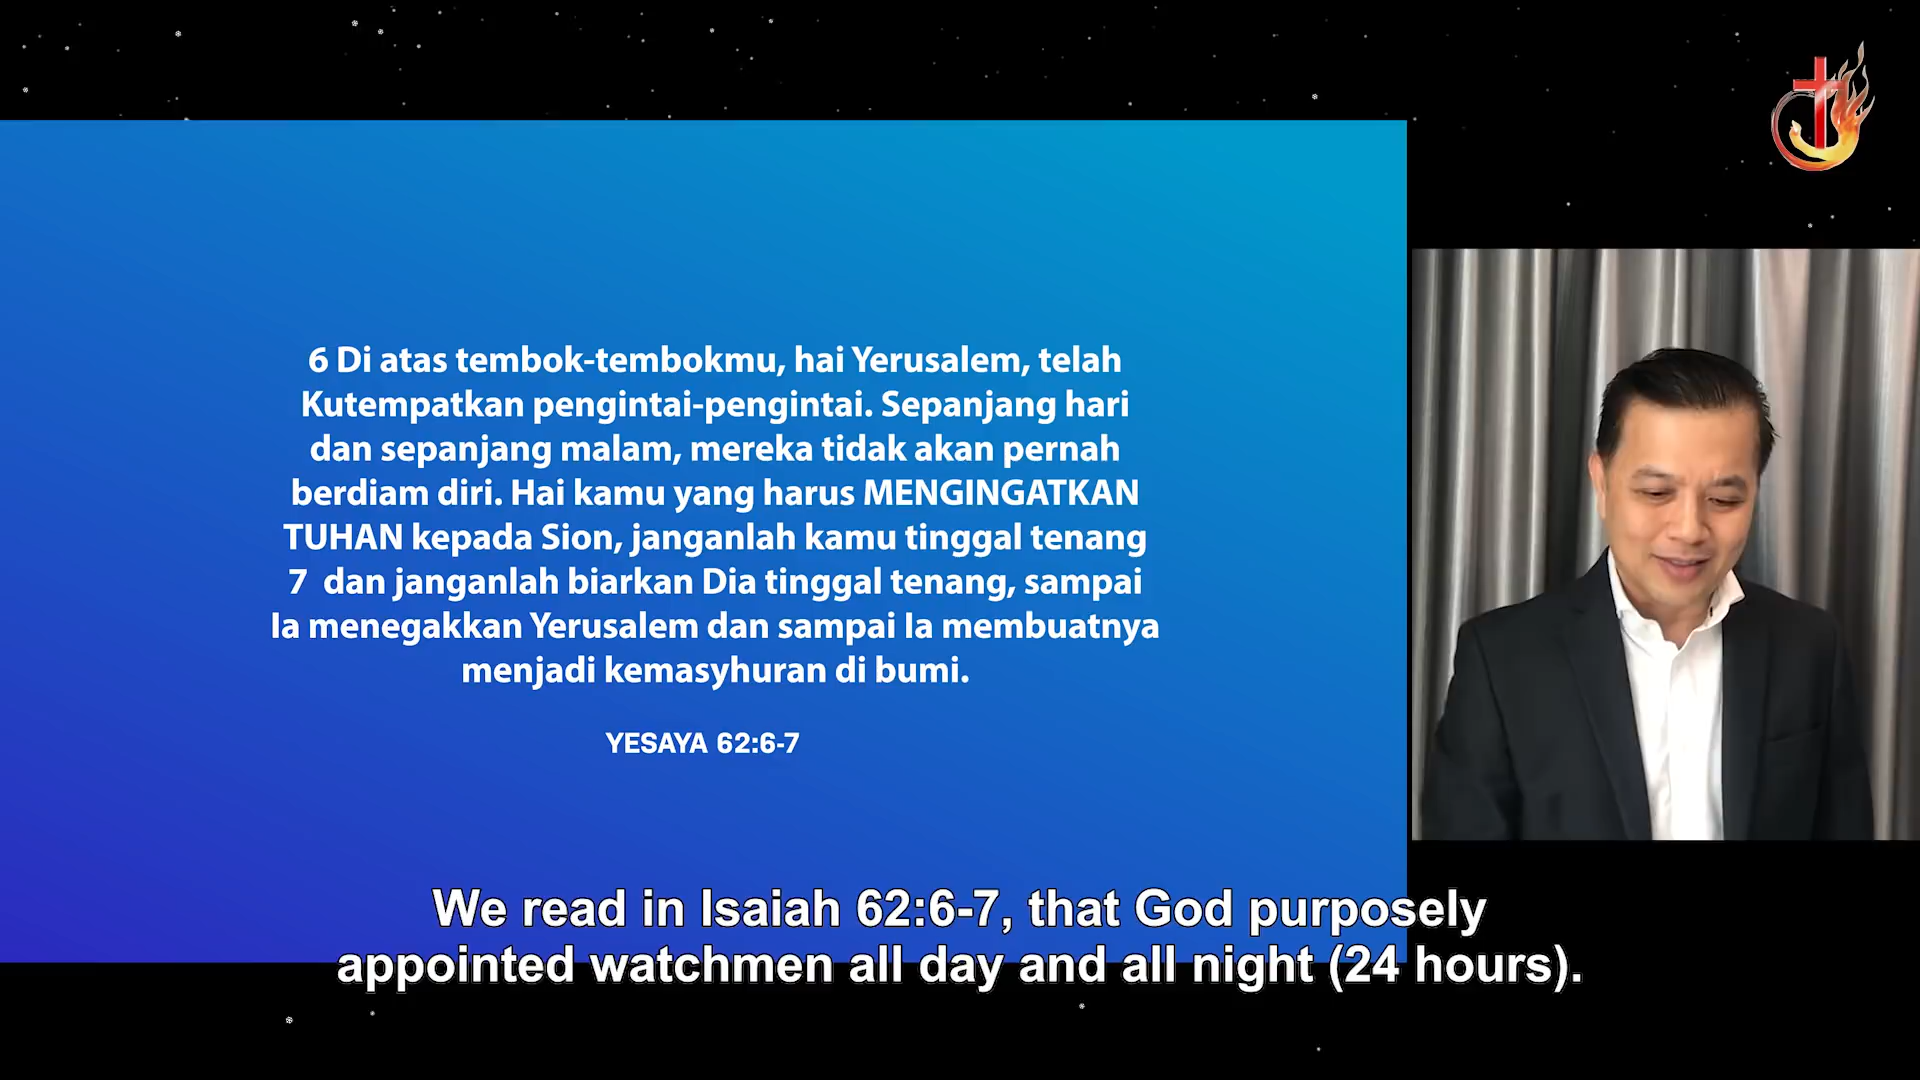 6 Di atas tembok-tembokmu, hai Yerusalem, telah
Kutempatkan pengintai-pengintai. Sepanjang hari
dan sepanjang malam, mereka tidak akan pernah
berdiam diri. Hai kamu yang harus MENGINGATKAN
TUHAN kepada Sion, janganlah kamu tinggal tenang
7 dan janganlah biarkan Dia tinggal tenang, sampai
Ia menegakkan Yerusalem dan sampai Ia membuatnya
menjadi kemasyhuran di bumi.
YESAYA 62:6-7
We read in Isaiah 62:6-7, that God purposely
appointed watchmen all day and all night (24 hours).